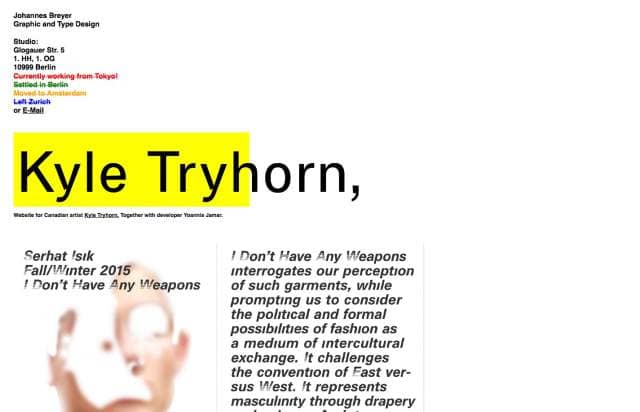 Johannes Breyer
Graphic and Type Design
Studio:
Glogauer Str. 5
1. HH, 1. OG
10999 Berlin
Currently working from Tokyo!
Settled in Berlin
Moved to Amsterdam
Left Zurich
or E-Mail
Kyle Tryhorn,
Website for Canadian artist Kyle Tryhorn. Together with developer Yoannis Jamar.
Serhat Isık
Fall/Winter 2015
I Don't Have Any Weapons
I Don't Have Any Weapons
interrogates our perception
of such garments, while
prompting us to consider
the political and formal
possibilities of fashion as
a medium of intercultural
exchange. It challenges
the convention of East ver-
sus West. It represents
masculinity through drapery